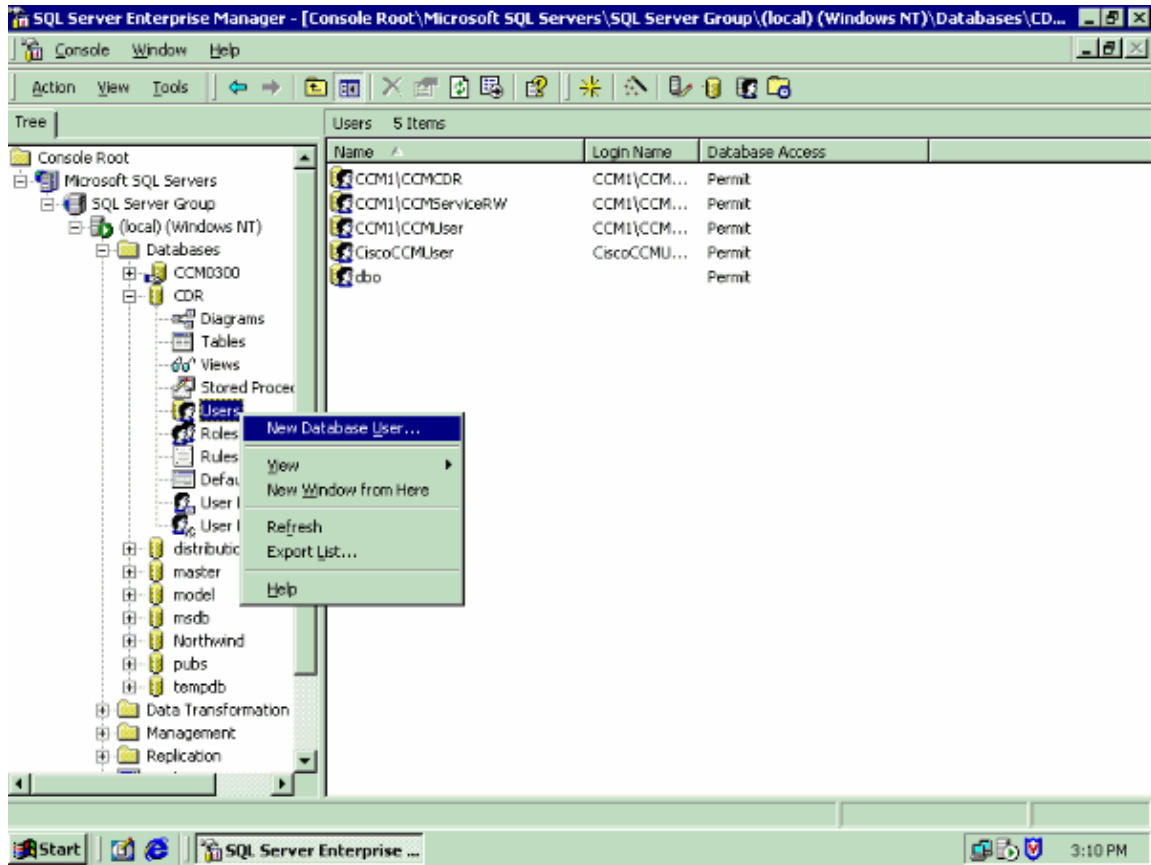 SQL Server Enterprise Manager - [Console Root\Microsoft SQL Servers\SQL Server Group\(local) (Windows NT)\Databases\CD...
Console Window Help
Action View Tools
Tree
Users 5 Items
Name Login Name Database Access
Console Root
Microsoft SQL Servers
SQL Server Group
(local) (Windows NT)
Databases
CCM0300
CDR
Diagrams
Tables
Views
Stored Proced
Users
Roles
Rules
Defau
User
User
distributio
master
model
msdb
Northwind
pubs
tempdb
Data Transformation
Management
Replication
CCM1\CCMCDR CCM1\CCM... Permit
CCM1\CCMServiceRW CCM1\CCM... Permit
CCM1\CCMUser CCM1\CCM... Permit
CiscoCCMUser CiscoCCMU... Permit
dbo Permit
New Database User...
View
New Window from Here
Refresh
Export List...
Help
Start
SQL Server Enterprise ...
3:10 PM